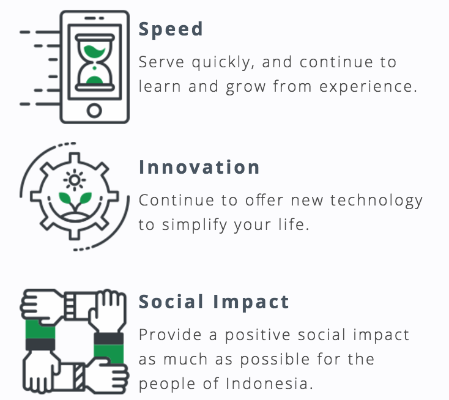 Speed
Serve quickly, and continue to
learn and grow from experience.
Innovation
Continue to offer new technology
to simplify your life.
Social Impact
Provide a positive social impact
as much as possible for the
people of Indonesia.